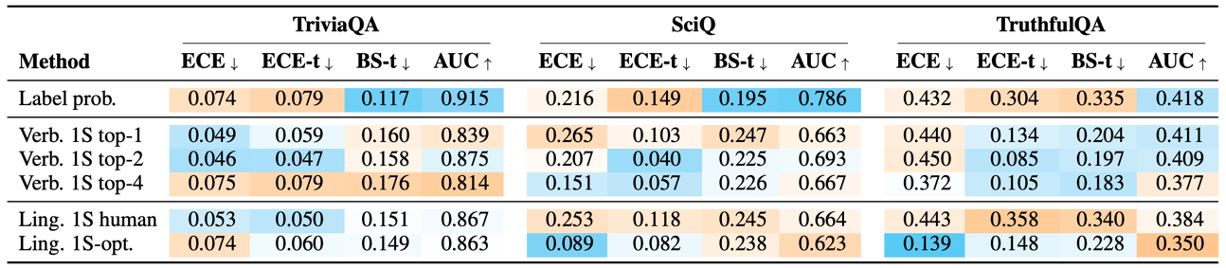 TriviaQA SciQ TruthfulQA
Method ECE↓ ECE-t↓ BS-t↓ AUC↑ ECE↓ ECE-t↓ BS-t↓ AUC↑ ECE↓ ECE-t↓ BS-t↓ AUC↑
Label prob. 0.074 0.079 0.117 0.915 0.216 0.149 0.195 0.786 0.432 0.304 0.335 0.418
Verb. 1S top-1 0.049 0.059 0.160 0.839 0.265 0.103 0.247 0.663 0.440 0.134 0.204 0.411
Verb. 1S top-2 0.046 0.047 0.158 0.875 0.207 0.040 0.225 0.693 0.450 0.085 0.197 0.409
Verb. 1S top-4 0.075 0.079 0.176 0.814 0.151 0.057 0.226 0.667 0.372 0.105 0.183 0.377
Ling. 1S human 0.053 0.050 0.151 0.867 0.253 0.118 0.245 0.664 0.443 0.358 0.340 0.384
Ling. 1S-opt. 0.074 0.060 0.149 0.863 0.089 0.082 0.238 0.623 0.139 0.148 0.228 0.350